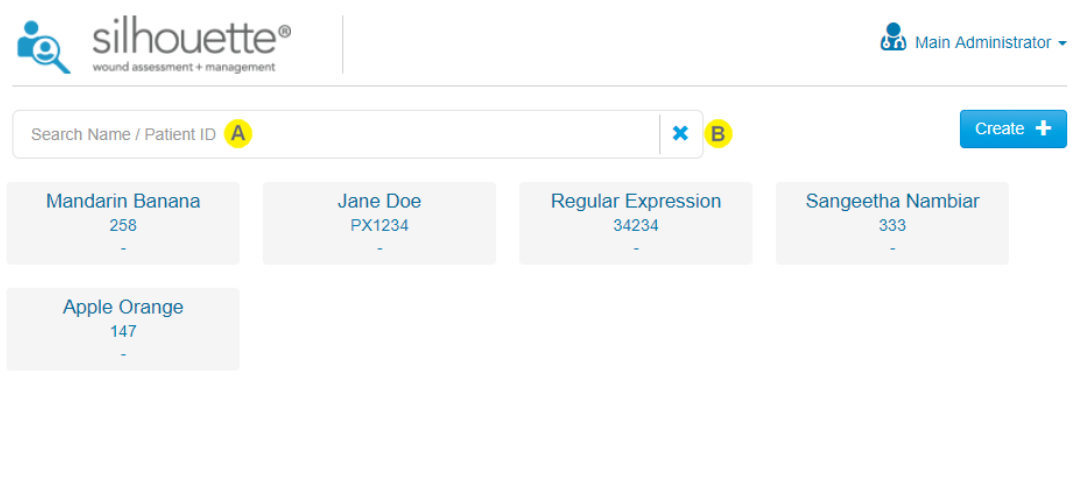 silhouette®
wound assessment + management
Main Administrator
Search Name / Patient ID A
B
Create
Mandarin Banana
258
-
Jane Doe
PX1234
-
Regular Expression
34234
-
Sangeetha Nambiar
333
-
Apple Orange
147
-